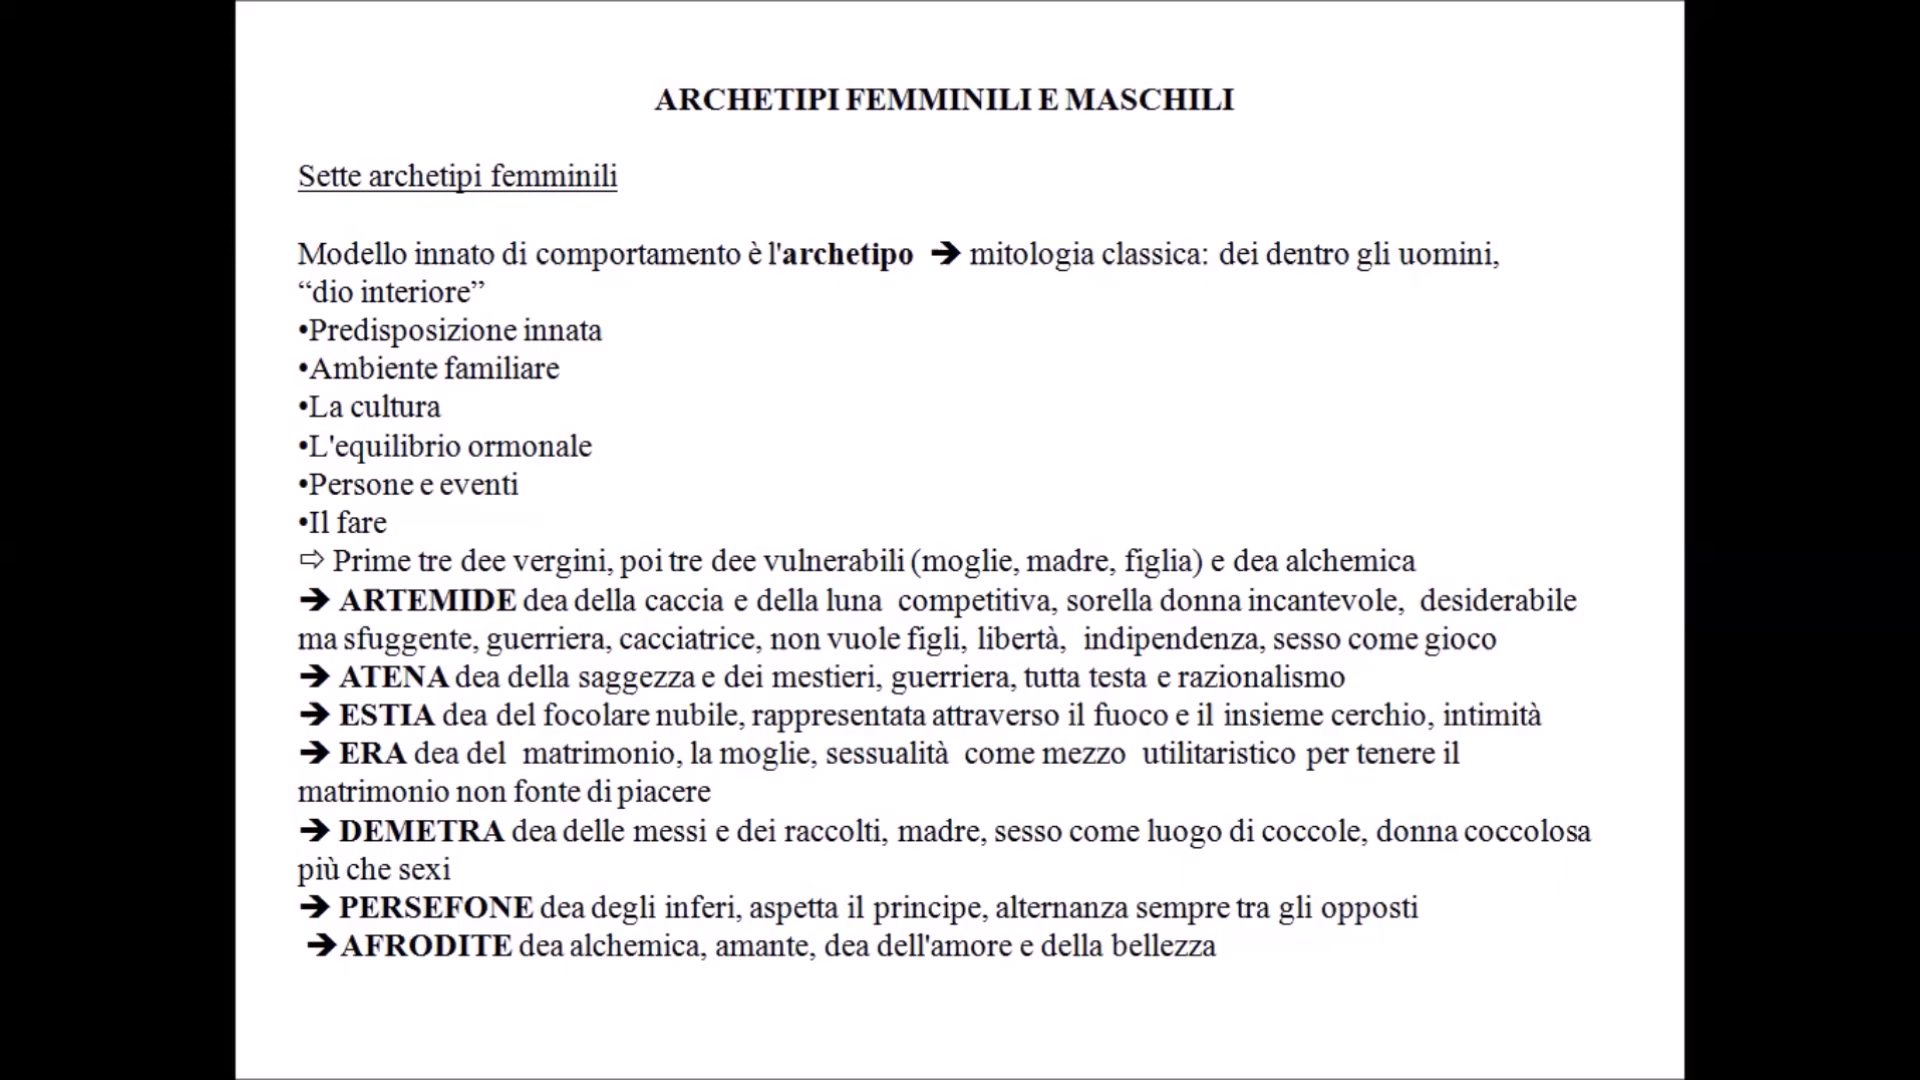 ARCHETIPI FEMMINILI E MASCHILI
Sette archetipi femminili
Modello innato di comportamento è l'archetipo ➔ mitologia classica: dei dentro gli uomini,
“dio interiore”
•Predisposizione innata
•Ambiente familiare
•La cultura
•L'equilibrio ormonale
•Persone e eventi
•Il fare
⇨ Prime tre dee vergini, poi tre dee vulnerabili (moglie, madre, figlia) e dea alchemica
➔ ARTEMIDE dea della caccia e della luna competitiva, sorella donna incantevole, desiderabile
ma sfuggente, guerriera, cacciatrice, non vuole figli, libertà, indipendenza, sesso come gioco
➔ ATENA dea della saggezza e dei mestieri, guerriera, tutta testa e razionalismo
➔ ESTIA dea del focolare nubile, rappresentata attraverso il fuoco e il insieme cerchio, intimità
➔ ERA dea del matrimonio, la moglie, sessualità come mezzo utilitaristico per tenere il
matrimonio non fonte di piacere
➔ DEMETRA dea delle messi e dei raccolti, madre, sesso come luogo di coccole, donna coccolosa
più che sexi
➔ PERSEFONE dea degli inferi, aspetta il principe, alternanza sempre tra gli opposti
➔AFRODITE dea alchemica, amante, dea dell'amore e della bellezza